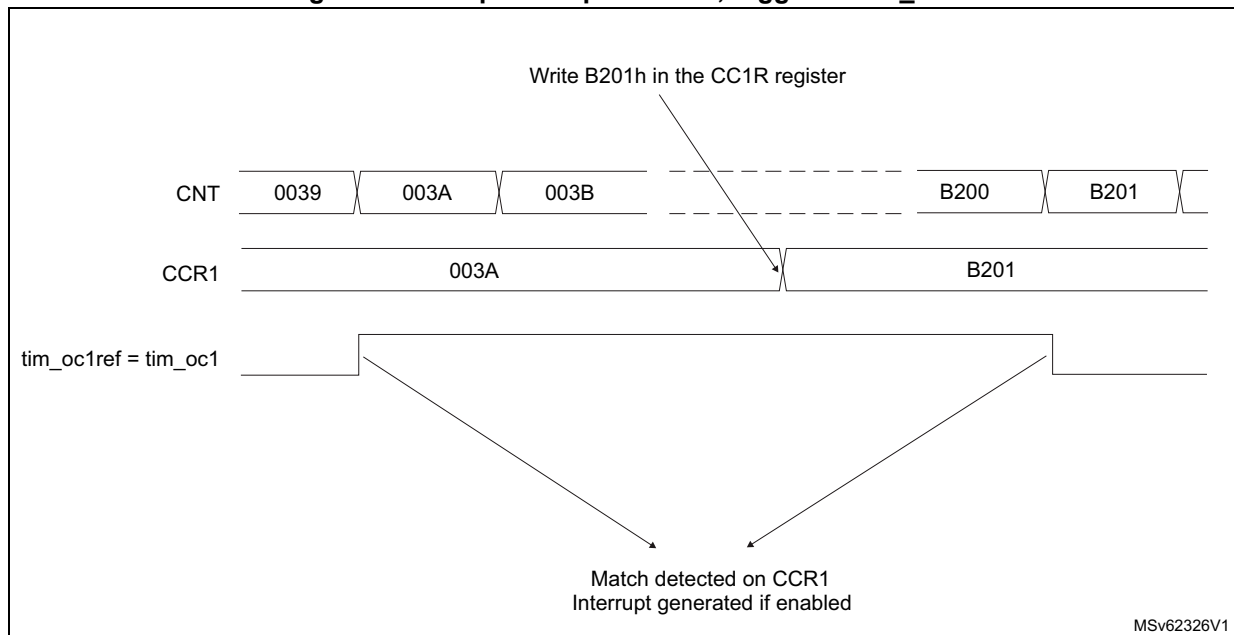 Write B201h in the CC1R register
CNT 0039 003A 003B B200 B201
CCR1 003A B201
tim_oc1ref = tim_oc1
Match detected on CCR1
Interrupt generated if enabled
MSv62326V1